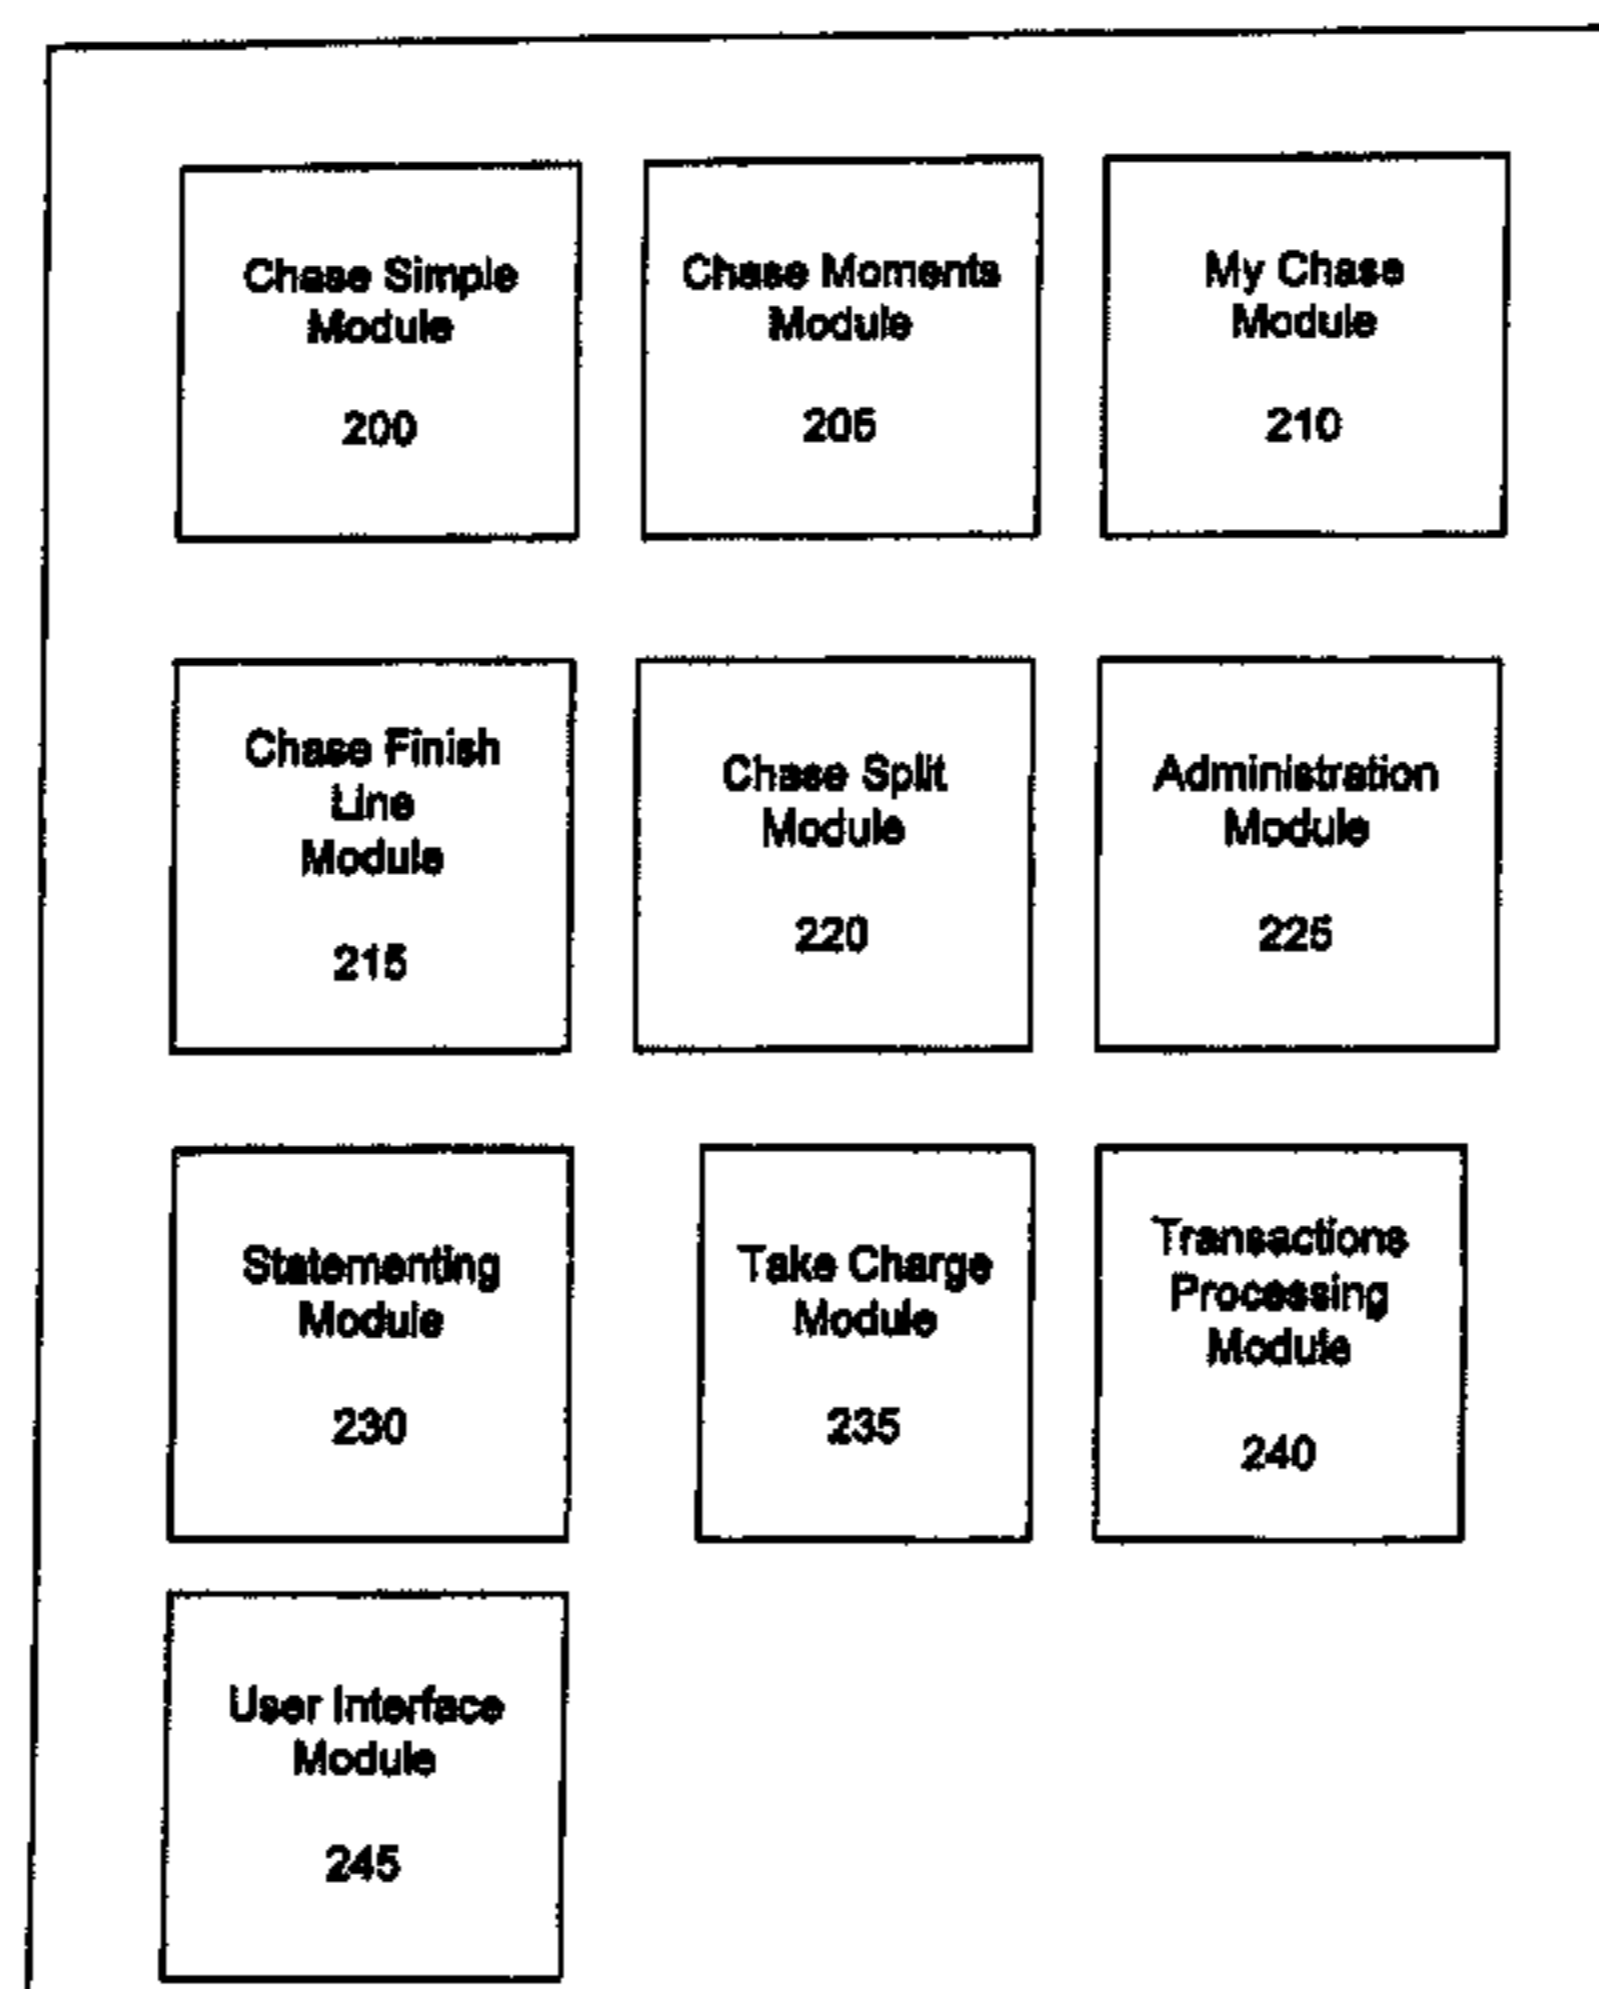 Chase Simple
Module
200
Chase Moments
Module
205
My Chase
Module
210
Chase Finish
Line
Module
215
Chase Split
Module
220
Administration
Module
225
Statementing
Module
230
Take Charge
Module
235
Transactions
Processing
Module
240
User Interface
Module
245